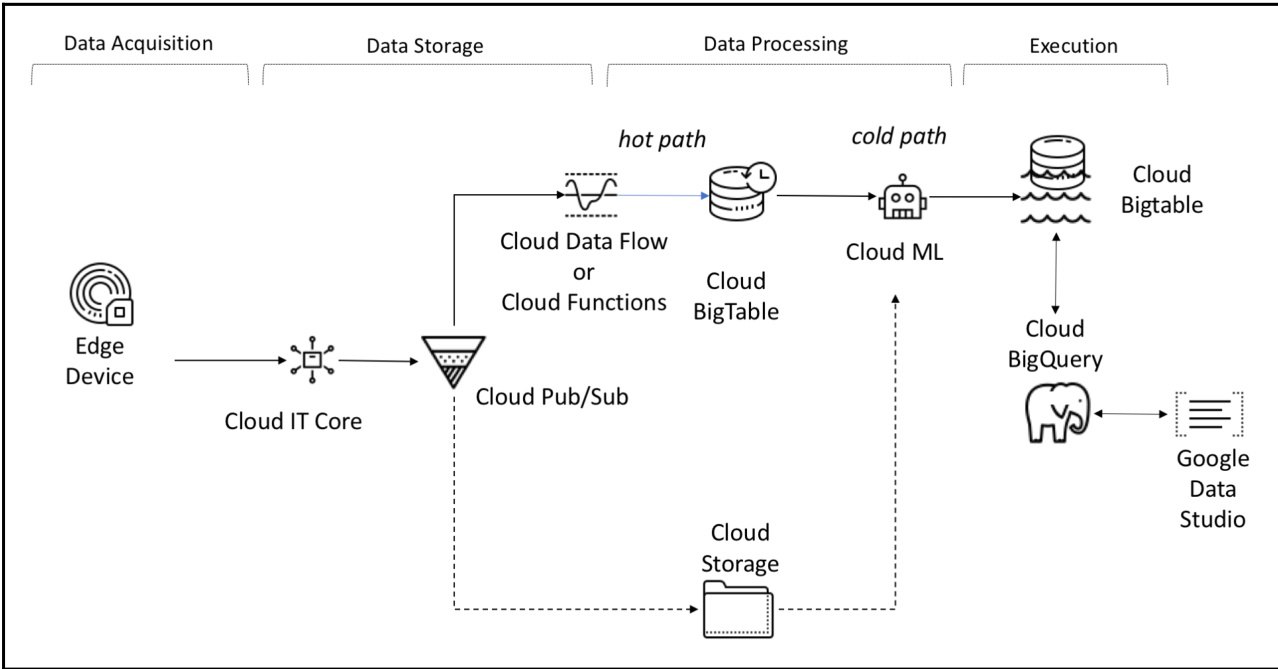 Data Acquisition
Data Storage
Data Processing
Execution
hot path
cold path
Cloud Data Flow
or
Cloud Functions
Cloud
BigTable
Cloud ML
Cloud
Bigtable
Edge
Device
Cloud IT Core
Cloud Pub/Sub
Cloud
BigQuery
Google
Data
Studio
Cloud
Storage